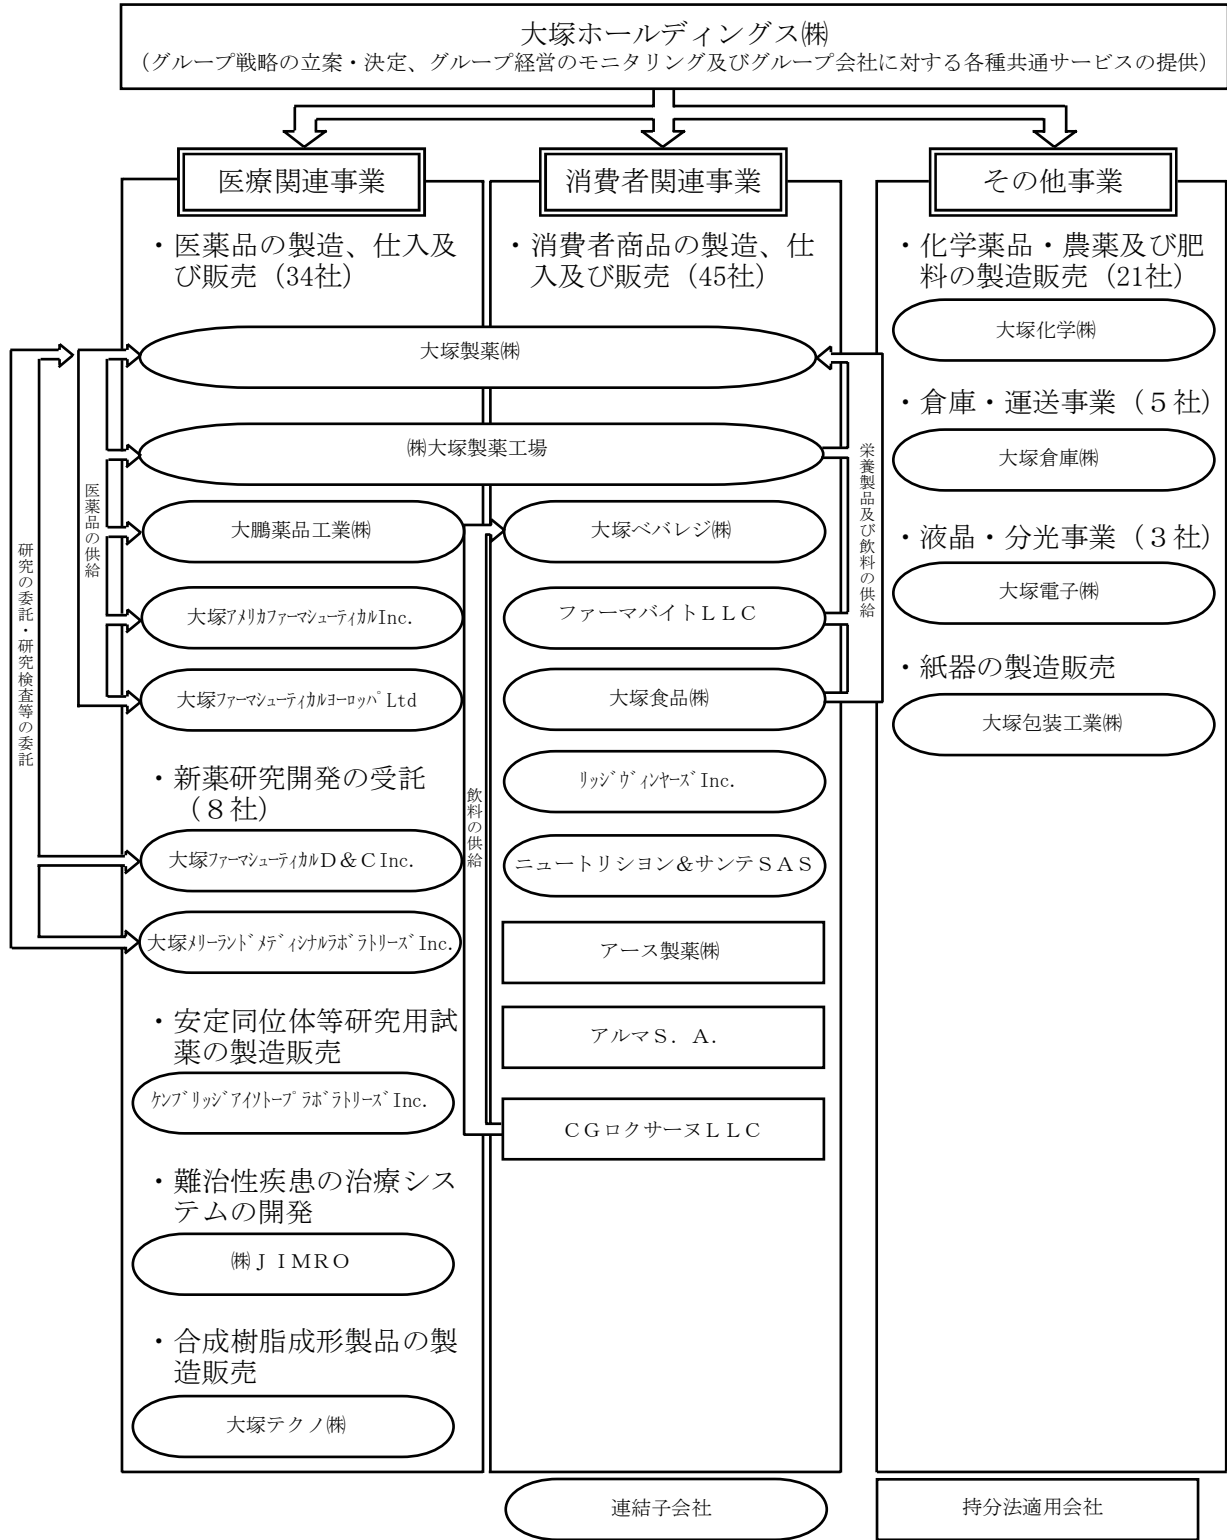 大塚ホールディングス㈱
（グループ戦略の立案・決定、グループ経営のモニタリング及びグループ会社に対する各種共通サービスの提供）
医療関連事業
・医薬品の製造、仕入及
び販売（34社）
大塚製薬㈱
㈱大塚製薬工場
大鵬薬品工業㈱
大塚ｱﾒﾘｶﾌｧｰﾏｼｭｰﾃｨｶﾙInc.
大塚ﾌｧｰﾏｼｭｰﾃｨｶﾙﾖｰﾛｯﾊﾟLtd
・新薬研究開発の受託
（８社）
大塚ﾌｧｰﾏｼｭｰﾃｨｶﾙＤ＆ＣInc.
大塚ﾒﾘｰﾗﾝﾄﾞﾒﾃﾞｨｼﾅﾙﾗﾎﾞﾗﾄﾘｰｽﾞInc.
・安定同位体等研究用試
薬の製造販売
ｹﾝﾌﾞﾘｯｼﾞｱｲｿﾄｰﾌﾟﾗﾎﾞﾗﾄﾘｰｽﾞInc.
・難治性疾患の治療シス
テムの開発
㈱ＪＩＭＲＯ
・合成樹脂成形製品の製
造販売
大塚テクノ㈱
研究の委託・研究検査等の委託
医薬品の供給
飲料の供給
消費者関連事業
・消費者商品の製造、仕
入及び販売（45社）
大塚ベバレジ㈱
ファーマバイトＬＬＣ
大塚食品㈱
ﾘｯｼﾞｳﾞｨﾝﾔｰｽﾞInc.
ニュートリション＆サンテＳＡＳ
アース製薬㈱
アルマＳ．Ａ．
ＣＧロクサーヌＬＬＣ
栄養製品及び飲料の供給
その他事業
・化学薬品・農薬及び肥
料の製造販売（21社）
大塚化学㈱
・倉庫・運送事業（５社）
大塚倉庫㈱
・液晶・分光事業（３社）
大塚電子㈱
・紙器の製造販売
大塚包装工業㈱
連結子会社
持分法適用会社